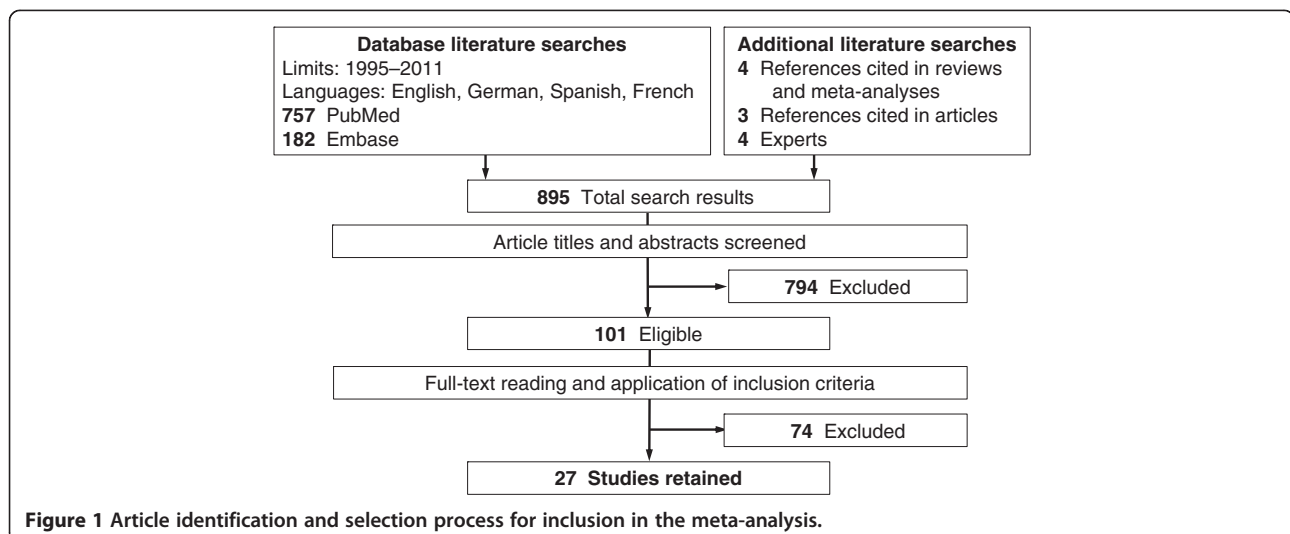 Database literature searches
Limits: 1995–2011
Languages: English, German, Spanish, French
757 PubMed
182 Embase
Additional literature searches
4 References cited in reviews
and meta-analyses
3 References cited in articles
4 Experts
895 Total search results
Article titles and abstracts screened
794 Excluded
101 Eligible
Full-text reading and application of inclusion criteria
74 Excluded
27 Studies retained
Figure 1 Article identification and selection process for inclusion in the meta-analysis.